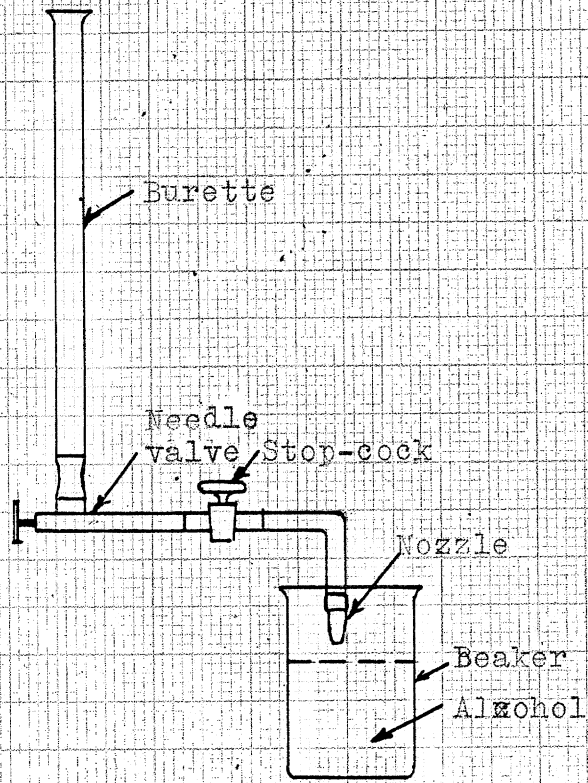 Burette
Needle
valve
Stop-cock
Nozzle
Beaker
Alcohol